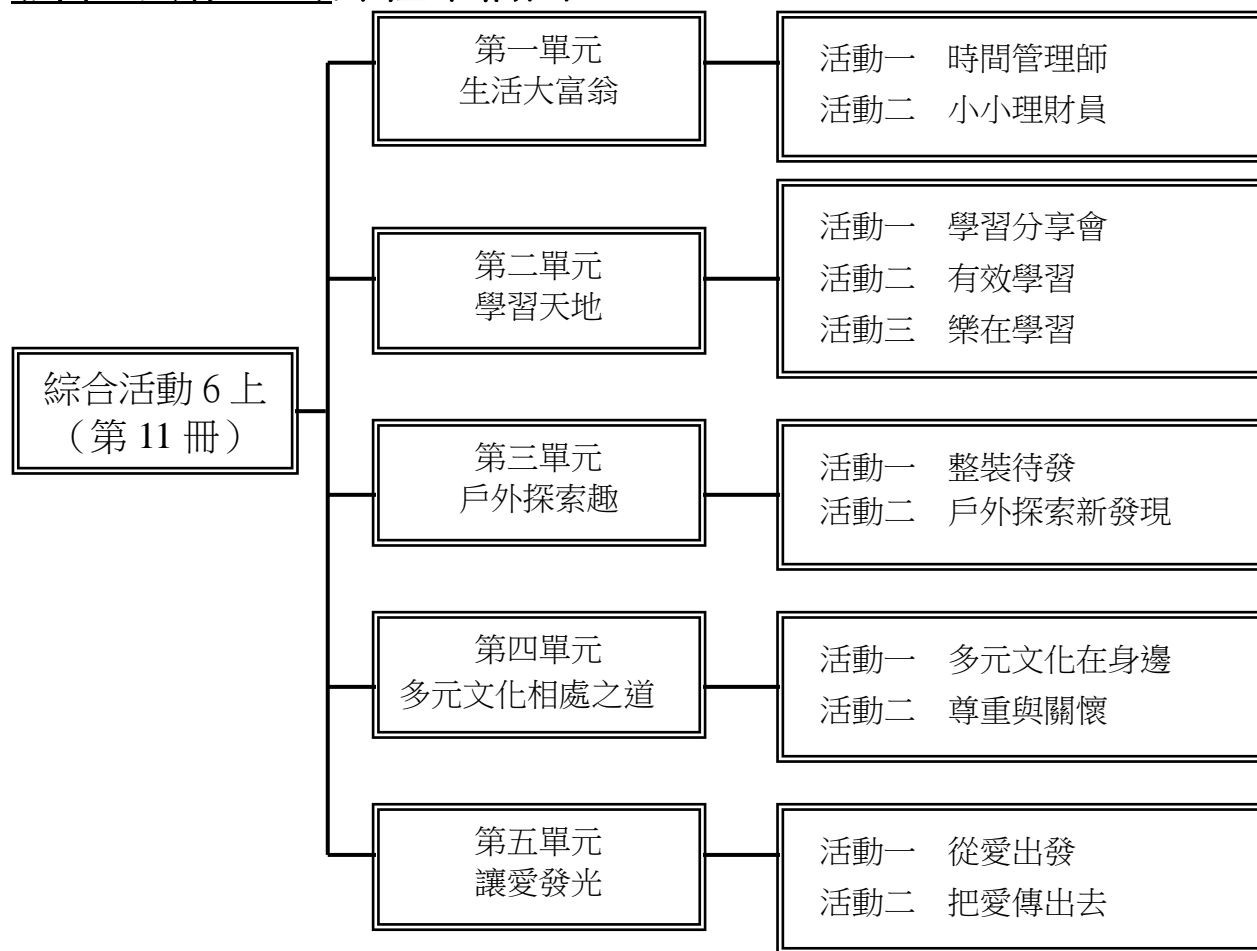 綜合活動 6 上
（第 11 冊）
第一單元
生活大富翁
活動一　時間管理師
活動二　小小理財員
第二單元
學習天地
活動一　學習分享會
活動二　有效學習
活動三　樂在學習
第三單元
戶外探索趣
活動一　整裝待發
活動二　戶外探索新發現
第四單元
多元文化相處之道
活動一　多元文化在身邊
活動二　尊重與關懷
第五單元
讓愛發光
活動一　從愛出發
活動二　把愛傳出去